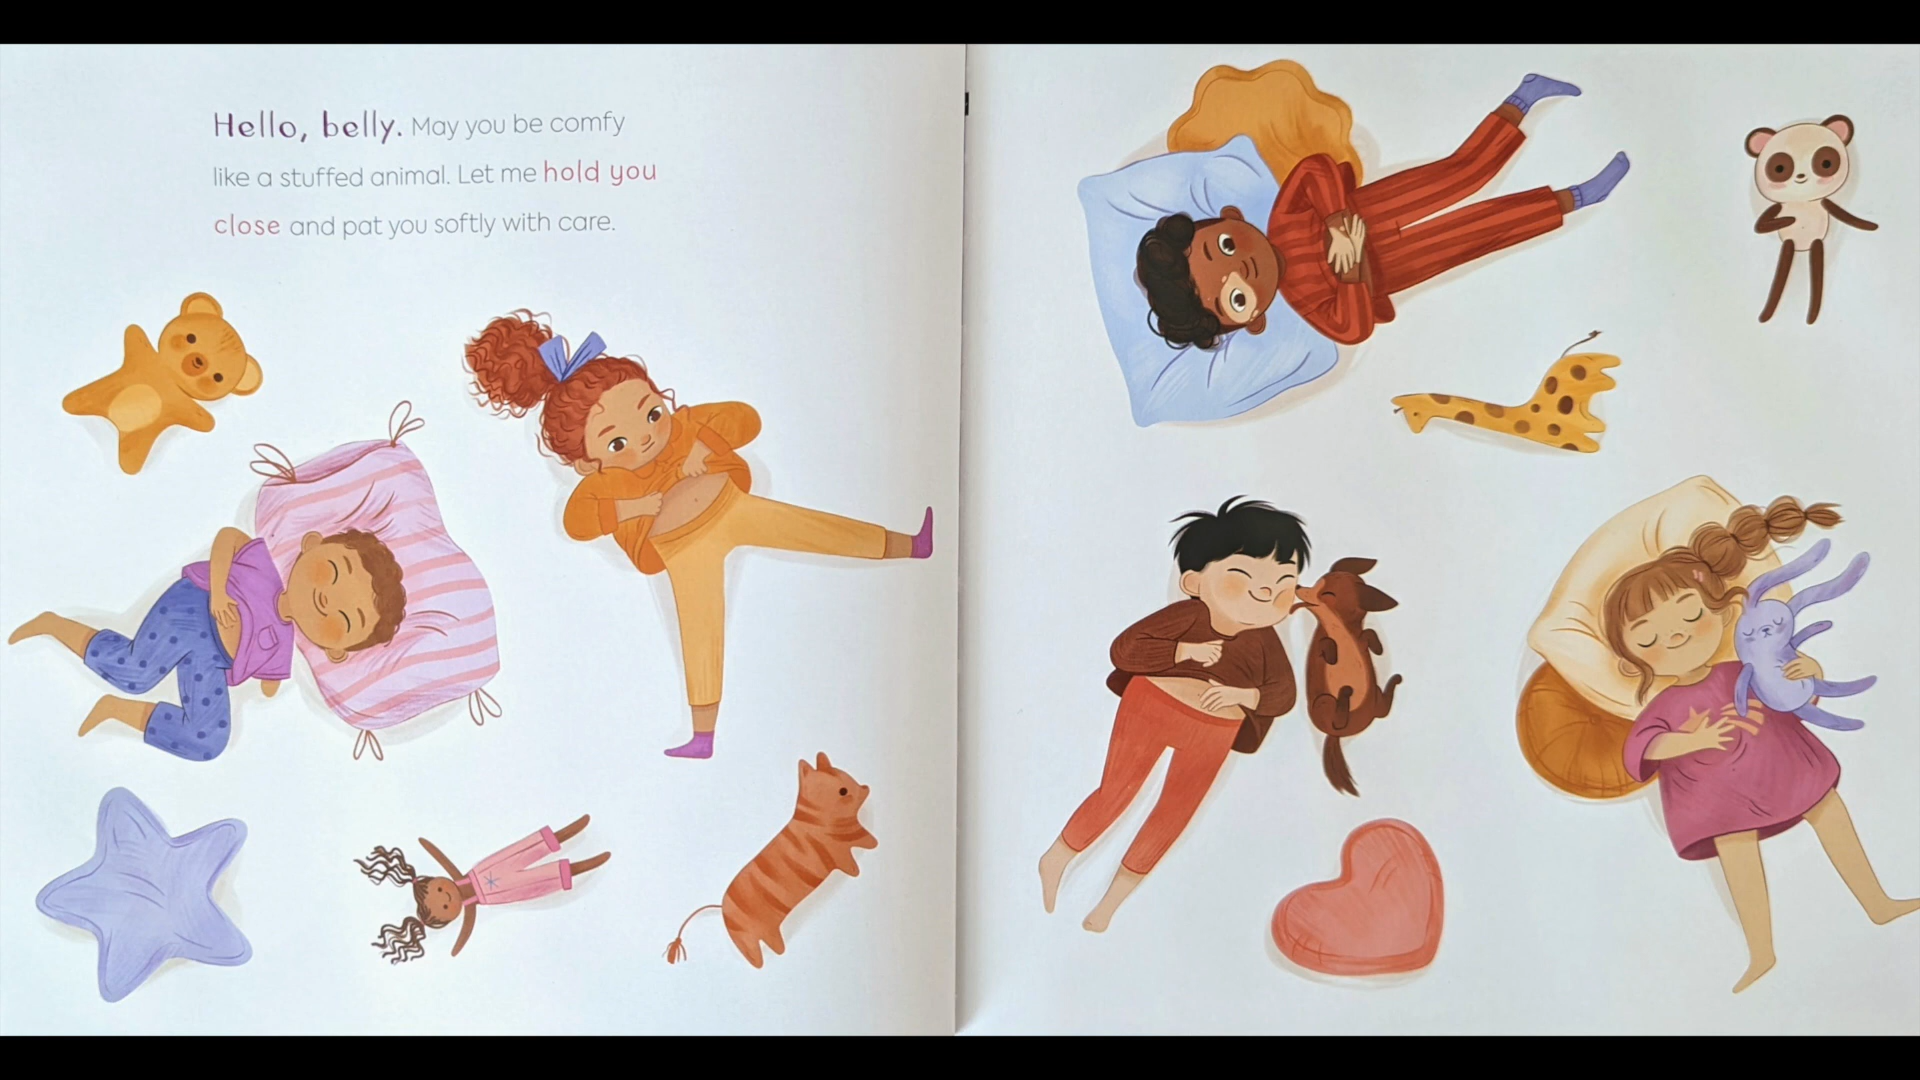 Hello, belly. May you be comfy
like a stuffed animal. Let me hold you
close and pat you softly with care.